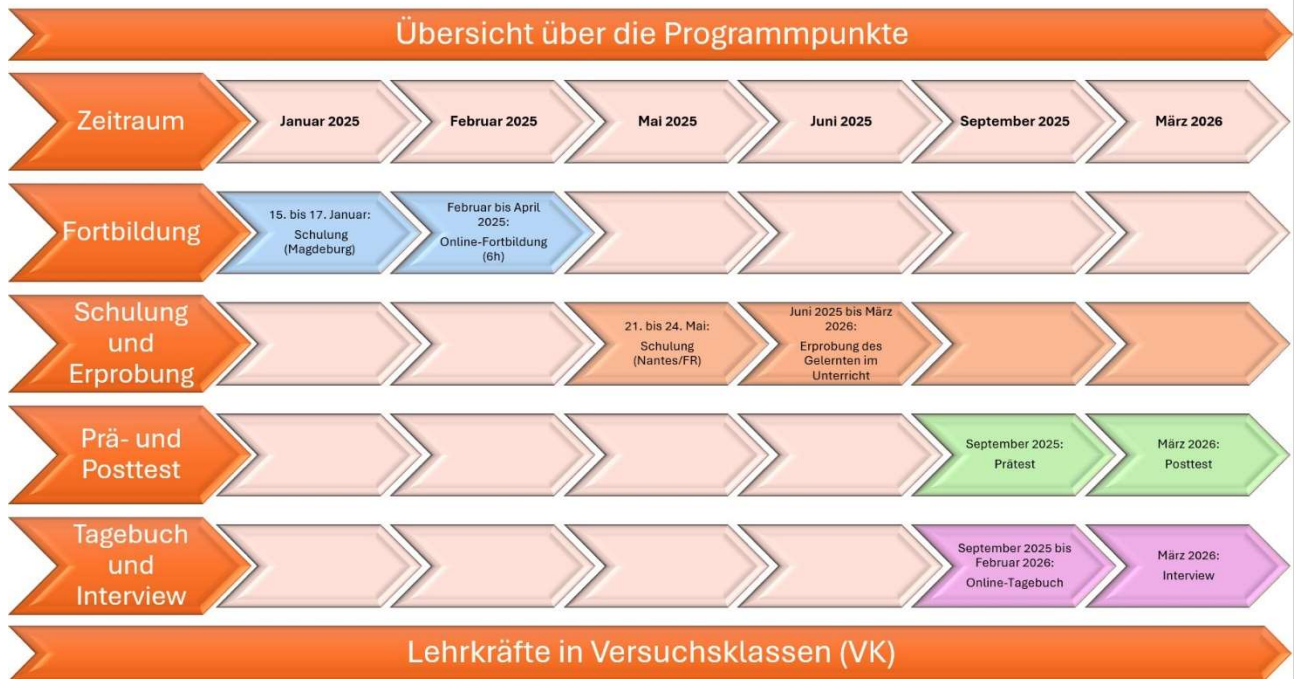 Übersicht über die Programmpunkte
Zeitraum
Januar 2025
Februar 2025
Mai 2025
Juni 2025
September 2025
März 2026
Fortbildung
15. bis 17. Januar:
Schulung
(Magdeburg)
Februar bis April
2025:
Online-Fortbildung
(6h)
Schulung
und
Erprobung
21. bis 24. Mai:
Schulung
(Nantes/FR)
Juni 2025 bis März
2026:
Erprobung des
Gelernten im
Unterricht
Prä- und
Posttest
September 2025:
Prätest
März 2026:
Posttest
Tagebuch
und
Interview
September 2025 bis
Februar 2026:
Online-Tagebuch
März 2026:
Interview
Lehrkräfte in Versuchsklassen (VK)